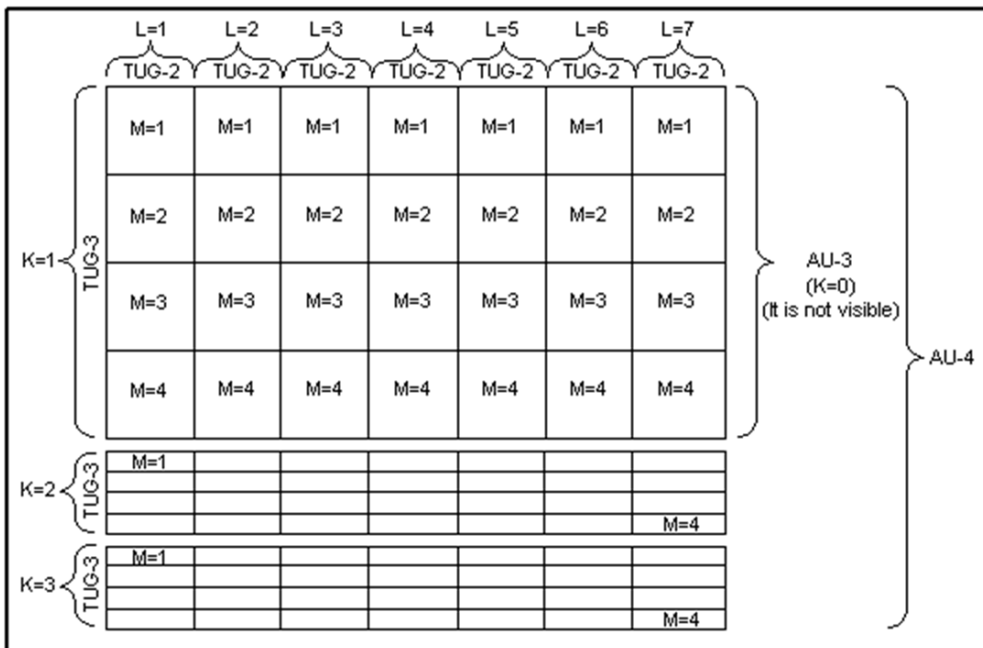 L=1 L=2 L=3 L=4 L=5 L=6 L=7
TUG-2 TUG-2 TUG-2 TUG-2 TUG-2 TUG-2 TUG-2
M=1 M=1 M=1 M=1 M=1 M=1 M=1
M=2 M=2 M=2 M=2 M=2 M=2 M=2
K=1 TUG-3
AU-3
(K=0)
(It is not visible)
M=3 M=3 M=3 M=3 M=3 M=3 M=3
AU-4
M=4 M=4 M=4 M=4 M=4 M=4 M=4
M=1
K=2 TUG-3
M=4
M=1
K=3 TUG-3
M=4